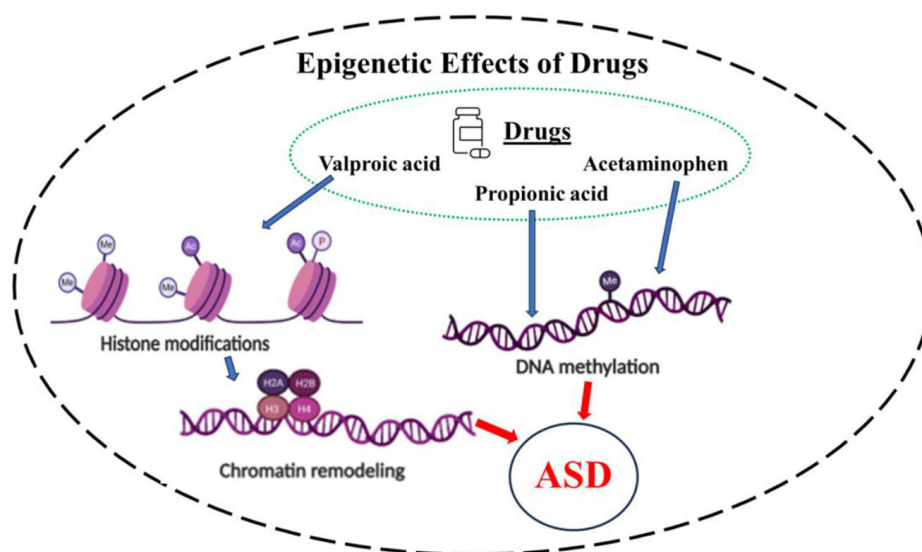 Epigenetic Effects of Drugs
Drugs
Valproic acid
Acetaminophen
Propionic acid
Me
Me
Ac
Me
Ac
P
Me
Histone modifications
DNA methylation
H2A
H2B
H3
H4
Chromatin remodeling
ASD